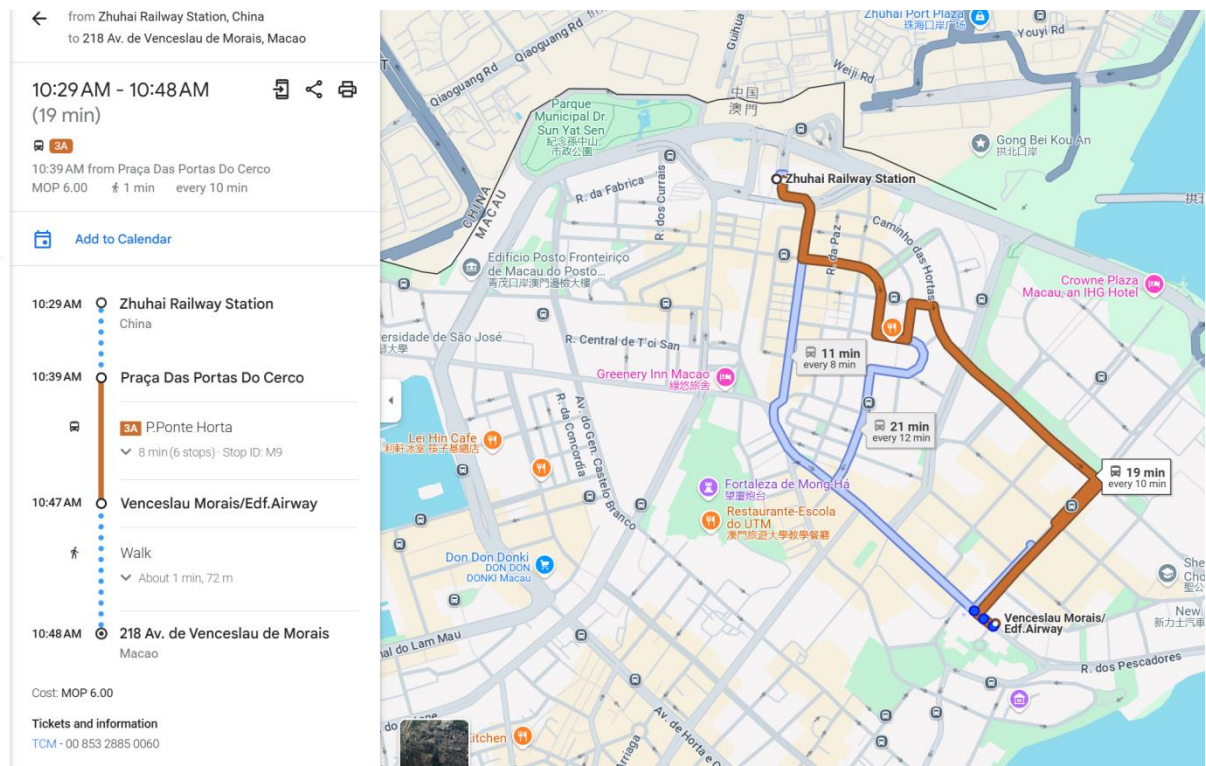 from Zhuhai Railway Station, China
to 218 Av. de Venceslau de Morais, Macao
10:29 AM - 10:48 AM
(19 min)
3A
10:39 AM from Praça Das Portas Do Cerco
MOP 6.00 1 min every 10 min
Add to Calendar
10:29 AM Zhuhai Railway Station
China
10:39 AM Praça Das Portas Do Cerco
3A P.Ponte Horta
8 min (6 stops) · Stop ID: M9
10:47 AM Venceslau Morais/Edf.Airway
Walk
About 1 min, 72 m
10:48 AM 218 Av. de Venceslau de Morais
Macao
Cost: MOP 6.00
Tickets and information
TCM - 00 853 2885 0060
Zhuhai Port Plaza
珠海口岸广场
Youyi Rd
Guihua
Qiaoguang Rd
Weiji Rd
Qiaoguang Rd
中国
澳門
Parque
Municipal Dr.
Sun Yat Sen
紀念孫中山
市政公園
Gong Bei Kou An
拱北口岸
拱北
CHINA
MACAU
R. da Fabrica
R. dos Currais
Zhuhai Railway Station
R. da Paz
Caminho das Hortas
Edifício Posto Fronteiriço
de Macau do Posto...
青茂口岸澳門邊檢大樓
Crowne Plaza
Macau, an IHG Hotel
ersidade de São José
大學
R. Central de T'oi San
11 min
every 8 min
Greenery Inn Macao
21 min
every 12 min
19 min
every 10 min
Lei Hin Cafe
利軒冰室 筷子基總店
R. da Concordia
Av. do Gen. Castelo Branco
Fortaleza de Mong-Há
望廈炮台
Restaurante-Escola
do UTM
澳門旅遊大學教學餐廳
Don Don Donki
DON DON
DONKI Macau
She
Cho
聖公
New
新力士汽車
Venceslau Morais/
Edf.Airway
R. dos Pescadores
al do Lam Mau
do
itchen
Av. Horta e